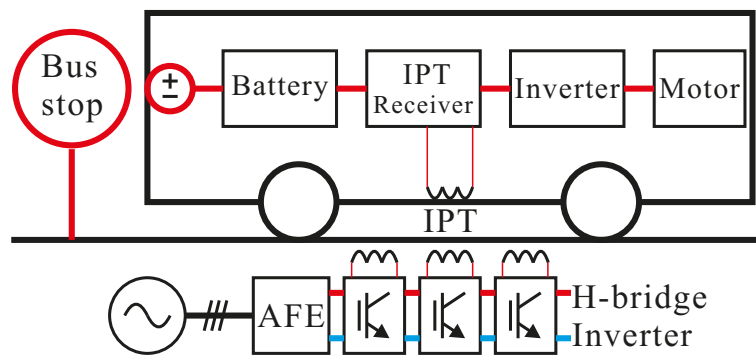 Bus
stop
±
Battery
IPT
Receiver
Inverter
Motor
IPT
AFE
H-bridge
Inverter